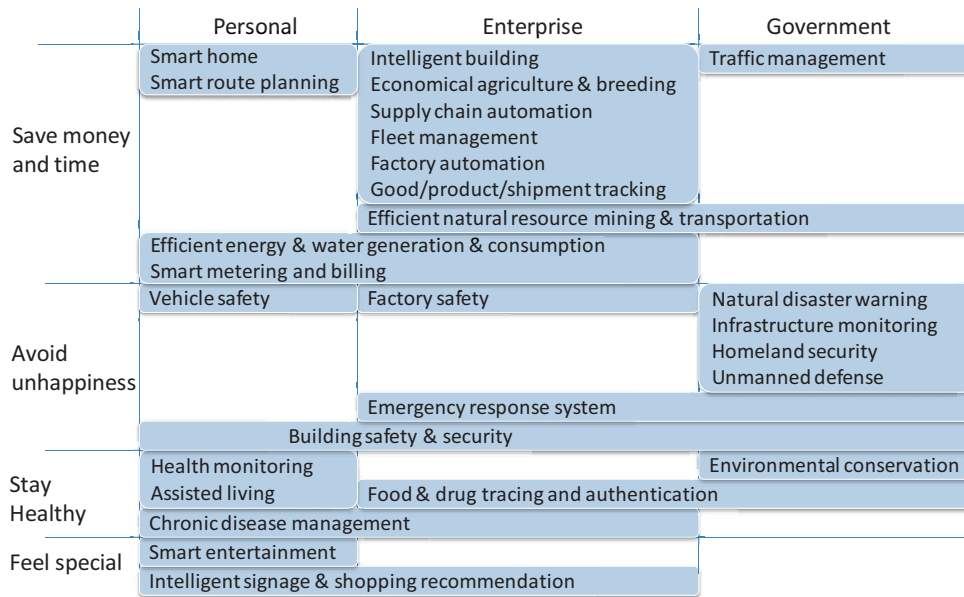 Personal
Enterprise
Government
Save money
and time
Smart home
Smart route planning
Intelligent building
Economical agriculture & breeding
Supply chain automation
Fleet management
Factory automation
Good/product/shipment tracking
Traffic management
Efficient natural resource mining & transportation
Efficient energy & water generation & consumption
Smart metering and billing
Avoid
unhappiness
Vehicle safety
Factory safety
Natural disaster warning
Infrastructure monitoring
Homeland security
Unmanned defense
Emergency response system
Building safety & security
Stay
Healthy
Health monitoring
Assisted living
Environmental conservation
Food & drug tracing and authentication
Chronic disease management
Feel special
Smart entertainment
Intelligent signage & shopping recommendation